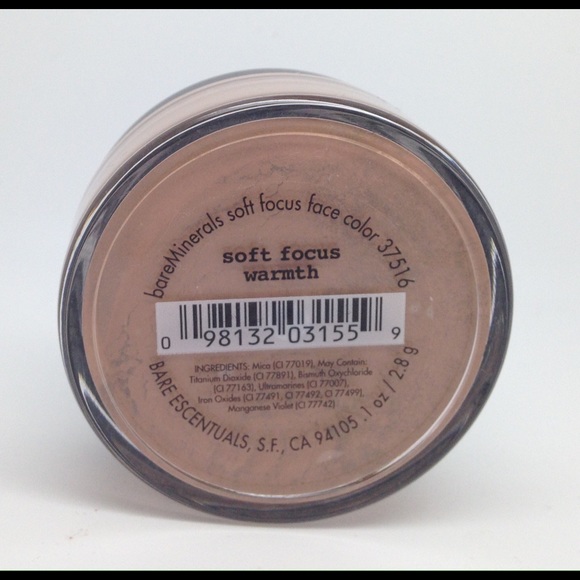 bareMinerals soft focus face color 37516
soft focus
warmth
0 98132 03155 9
INGREDIENTS: Mica (CI 77019), May Contain:
Titanium Dioxide (CI 77891), Bismuth Oxychloride
(CI 77163), Ultramarines (CI 77007),
Iron Oxides (CI 77491, CI 77492, CI 77499),
Manganese Violet (CI 77742)
BARE ESCENTUALS, S.F., CA 94105 .1 oz / 2.8 g